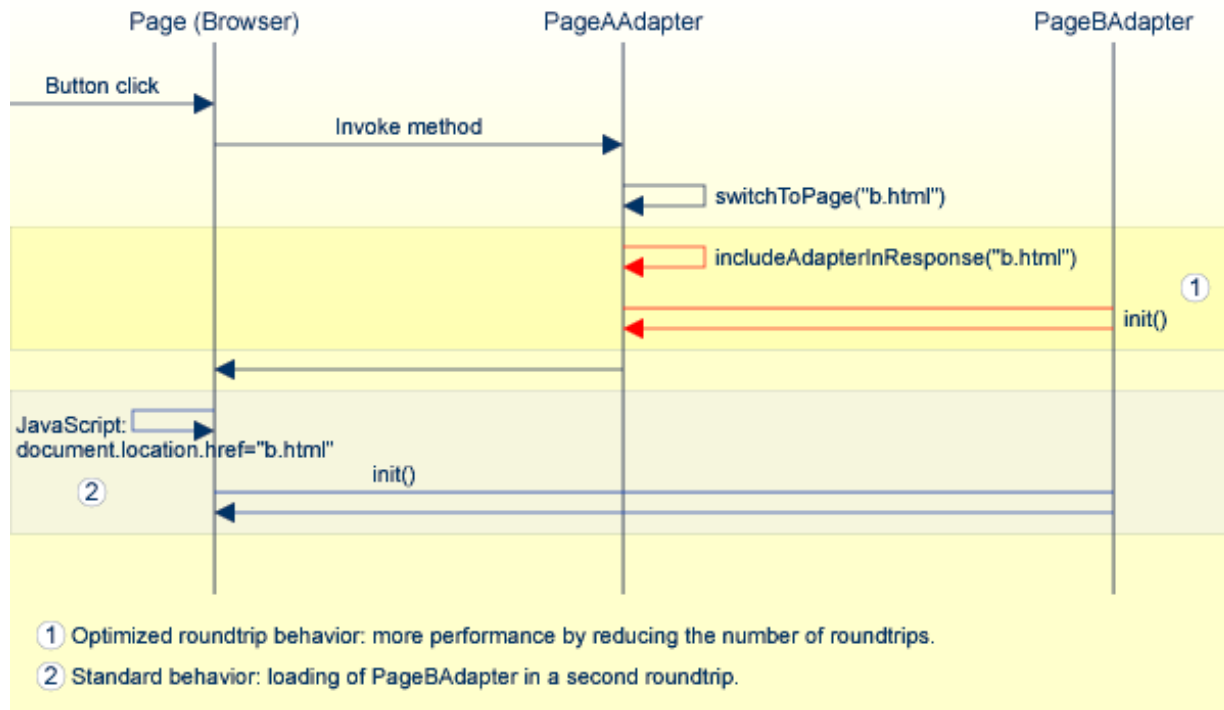 Page (Browser) PageAAdapter PageBAdapter
Button click
Invoke method
switchToPage("b.html")
includeAdapterInResponse("b.html")
1
init()
JavaScript:
document.location.href="b.html"
init()
2
1 Optimized roundtrip behavior: more performance by reducing the number of roundtrips.
2 Standard behavior: loading of PageBAdapter in a second roundtrip.